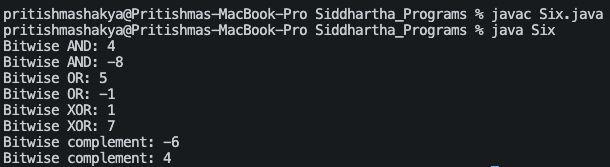 pritishmashakya@Pritishmas-MacBook-Pro Siddhartha_Programs % javac Six.java
pritishmashakya@Pritishmas-MacBook-Pro Siddhartha_Programs % java Six
Bitwise AND: 4
Bitwise AND: -8
Bitwise OR: 5
Bitwise OR: -1
Bitwise XOR: 1
Bitwise XOR: 7
Bitwise complement: -6
Bitwise complement: 4